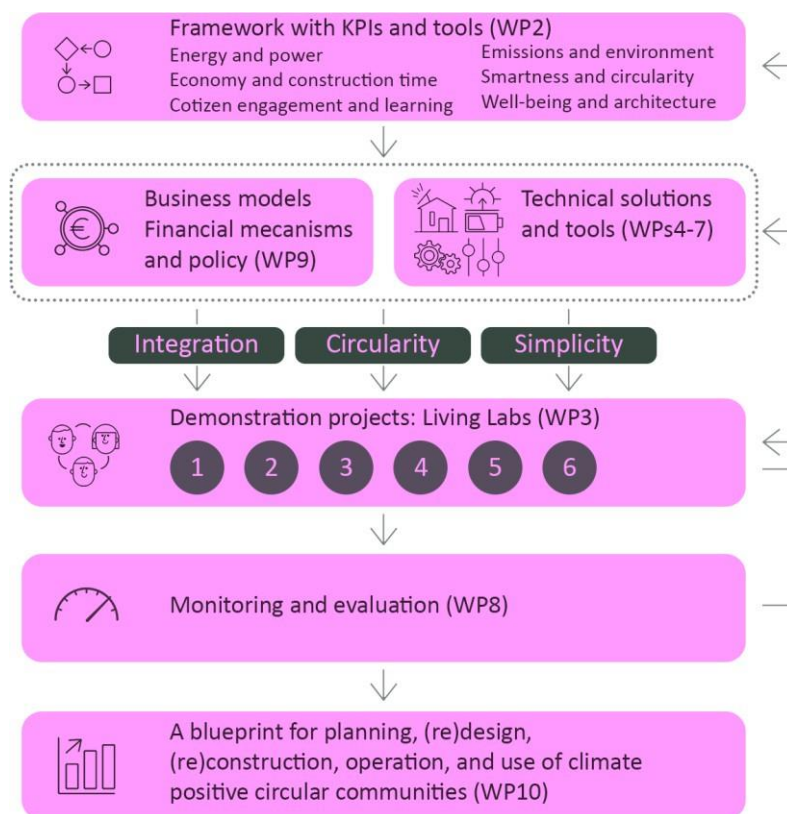 Framework with KPIs and tools (WP2)
Energy and power
Economy and construction time
Cotizen engagement and learning
Emissions and environment
Smartness and circularity
Well-being and architecture
Business models
Financial mecanisms
and policy (WP9)
€
Technical solutions
and tools (WPs4-7)
Integration
Circularity
Simplicity
Demonstration projects: Living Labs (WP3)
1 2 3 4 5 6
Monitoring and evaluation (WP8)
A blueprint for planning, (re)design,
(re)construction, operation, and use of climate
positive circular communities (WP10)